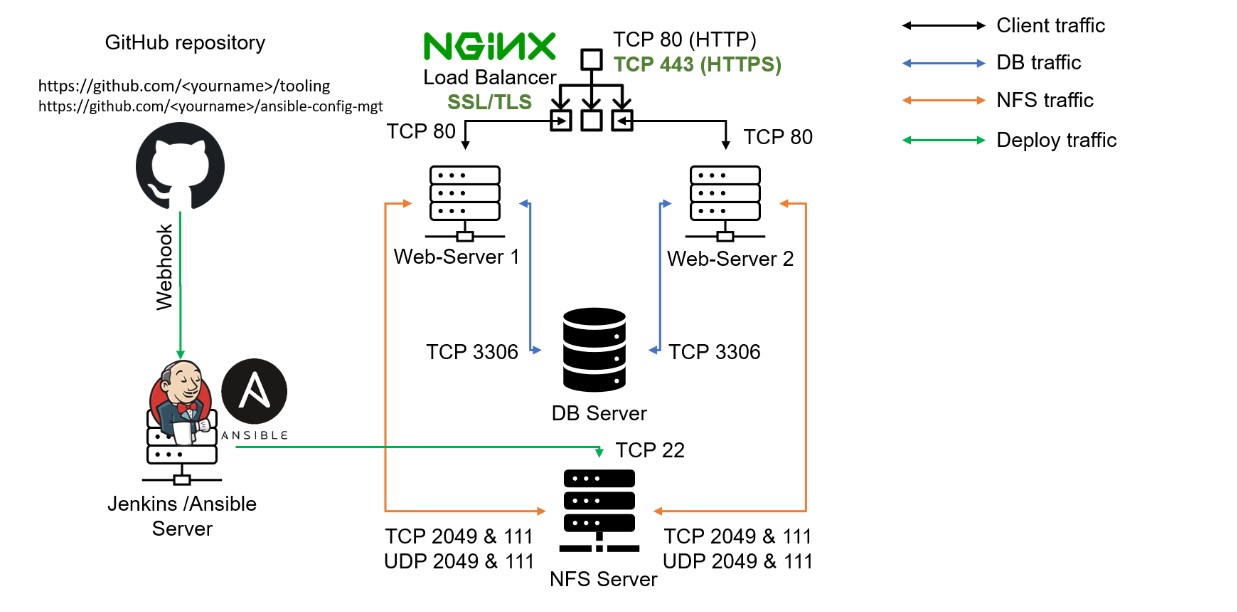 GitHub repository
https://github.com/<yourname>/tooling
https://github.com/<yourname>/ansible-config-mgt
Webhook
ANSIBLE
Jenkins /Ansible
Server
NGINX
Load Balancer
SSL/TLS
TCP 80 (HTTP)
TCP 443 (HTTPS)
TCP 80
TCP 80
Web-Server 1
Web-Server 2
TCP 3306
TCP 3306
DB Server
TCP 22
TCP 2049 & 111
UDP 2049 & 111
TCP 2049 & 111
UDP 2049 & 111
NFS Server
Client traffic
DB traffic
NFS traffic
Deploy traffic